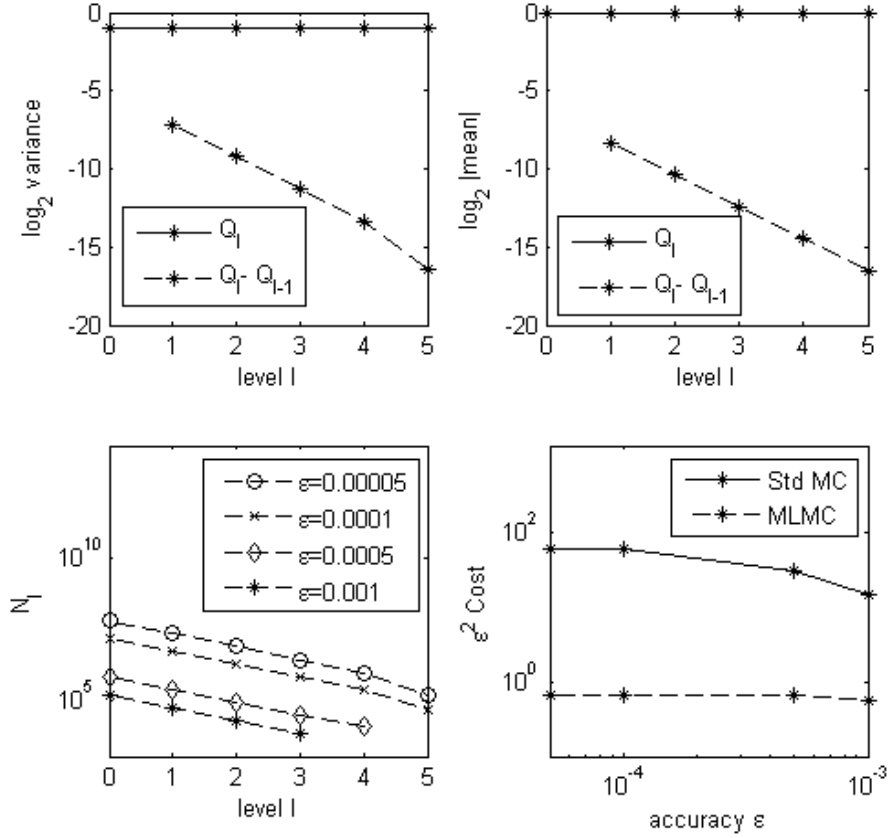 0
-5
-10
-15
-20
log2 variance
Ql
Ql- Ql-1
0 1 2 3 4 5
level l
0
-5
-10
-15
-20
log2 |mean|
Ql
Ql- Ql-1
0 1 2 3 4 5
level l
10^10
10^5
Nl
ε=0.00005
ε=0.0001
ε=0.0005
ε=0.001
0 1 2 3 4 5
level l
10^2
10^0
ε^2 Cost
Std MC
MLMC
10^-4 10^-3
accuracy ε